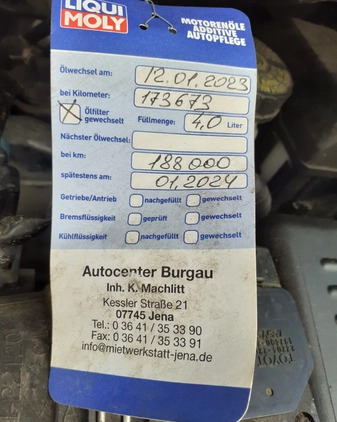 LIQUI
MOLY
MOTORENÖLE
ADDITIVE
AUTOPFLEGE
Ölwechsel am: 12.01.2023
bei Kilometer: 173673
Ölfilter gewechselt Füllmenge: 4,0 Liter
Nächster Ölwechsel:
bei km: 188000
spätestens am: 01.2024
Getriebe/Antrieb nachgefüllt gewechselt
Bremsflüssigkeit geprüft gewechselt
Kühlflüssigkeit nachgefüllt gewechselt
Autocenter Burgau
Inh. K. Machlitt
Kessler Straße 21
07745 Jena
Tel.: 0 36 41 / 35 33 90
Fax: 0 36 41 / 35 33 91
info@mietwerkstatt-jena.de
TOYOT